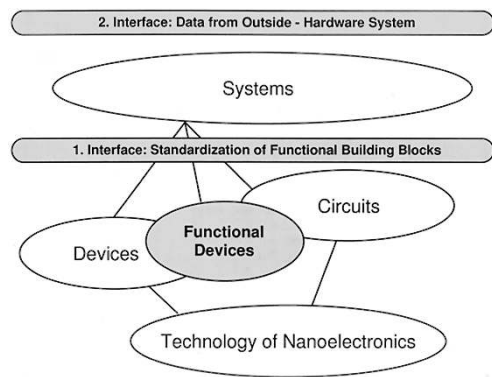 2. Interface: Data from Outside - Hardware System
Systems
1. Interface: Standardization of Functional Building Blocks
Circuits
Functional
Devices
Devices
Technology of Nanoelectronics